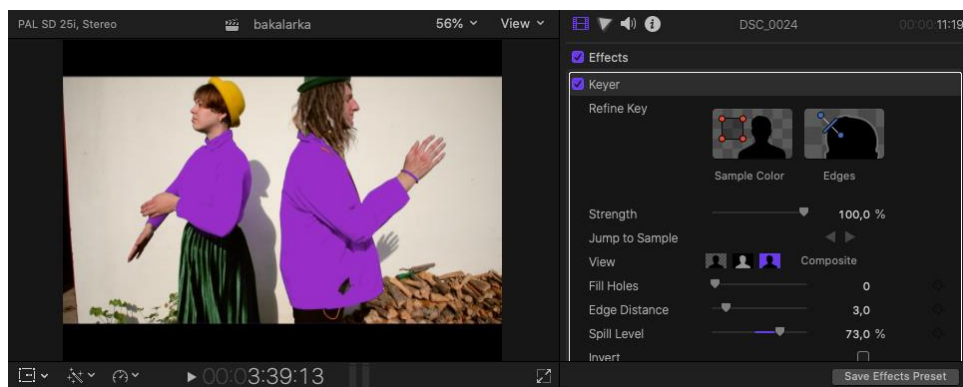 PAL SD 25i, Stereo bakalarka 56% View DSC_0024 00:00:11:19
Effects
Keyer
Refine Key
Sample Color Edges
Strength 100,0 %
Jump to Sample
View Composite
Fill Holes 0
Edge Distance 3,0
Spill Level 73,0 %
Invert
00:03:39:13 Save Effects Preset